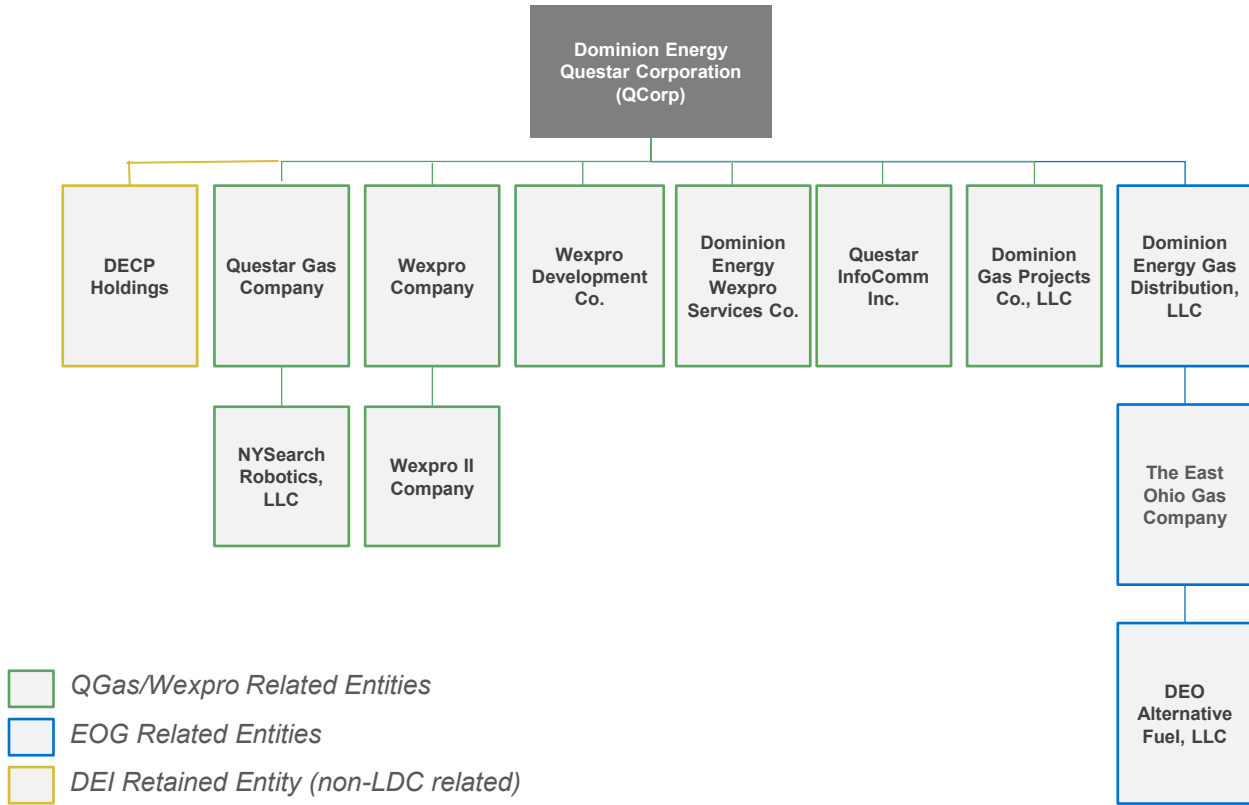 Dominion Energy
Questar Corporation
(QCorp)
DECP
Holdings
Questar Gas
Company
Wexpro
Company
Wexpro
Development
Co.
Dominion
Energy
Wexpro
Services Co.
Questar
InfoComm
Inc.
Dominion
Gas Projects
Co., LLC
Dominion
Energy Gas
Distribution,
LLC
NYSearch
Robotics,
LLC
Wexpro II
Company
The East
Ohio Gas
Company
DEO
Alternative
Fuel, LLC
QGas/Wexpro Related Entities
EOG Related Entities
DEI Retained Entity (non-LDC related)